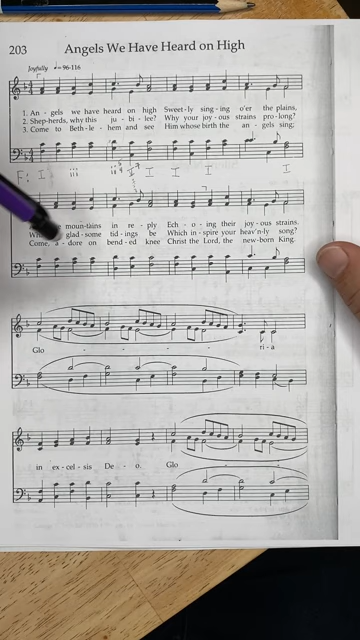 203 Angels We Have Heard on High
Joyfully ♩= 96-116
1. An - gels we have heard on high Sweet - ly sing - ing o'er the plains,
2. Shep-herds, why this ju - bi - lee? Why your joy - ous strains pro - long?
3. Come to Beth - le - hem and see Him whose birth the an - gels sing;
F: I iii I I I I I
moun - tains in re - ply Ech - o - ing their joy - ous strains.
glad - some tid - ings be Which in - spire your heav'n - ly song?
Come, a - dore on bend - ed knee Christ the Lord, the new-born King.
Glo - ri - a
in ex - cel - sis De - o. Glo -